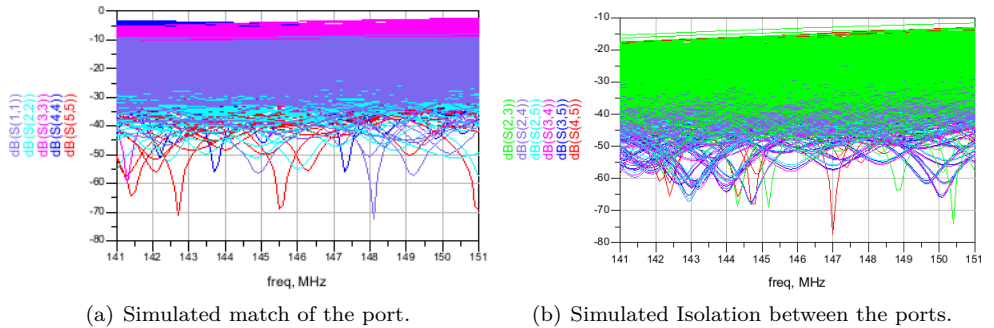 0
-10
-20
-30
-40
-50
-60
-70
-80
141 142 143 144 145 146 147 148 149 150 151
freq, MHz
dB(S(1,1))
dB(S(2,2))
dB(S(3,3))
dB(S(4,4))
dB(S(5,5))
(a) Simulated match of the port.
-10
-20
-30
-40
-50
-60
-70
-80
141 142 143 144 145 146 147 148 149 150 151
freq, MHz
dB(S(2,3))
dB(S(2,4))
dB(S(2,5))
dB(S(3,4))
dB(S(3,5))
dB(S(4,5))
(b) Simulated Isolation between the ports.